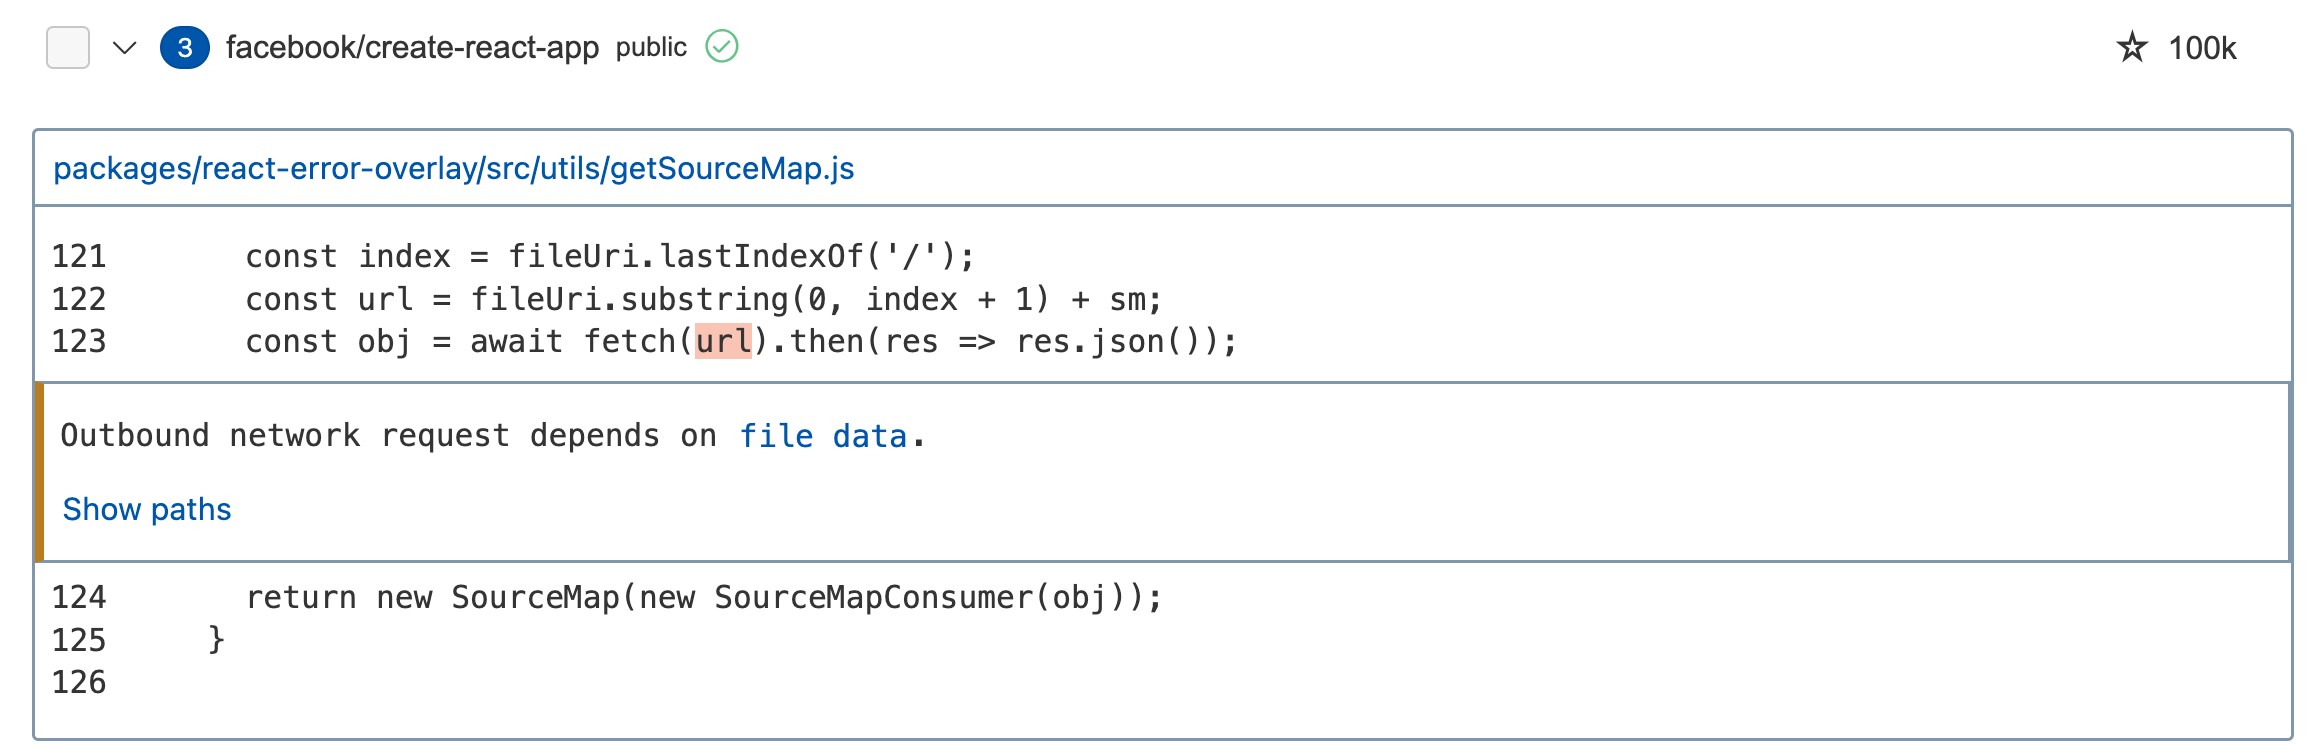 3 facebook/create-react-app public 100k
packages/react-error-overlay/src/utils/getSourceMap.js
121 const index = fileUri.lastIndexOf('/');
122 const url = fileUri.substring(0, index + 1) + sm;
123 const obj = await fetch(url).then(res => res.json());
Outbound network request depends on file data.
Show paths
124 return new SourceMap(new SourceMapConsumer(obj));
125 }
126